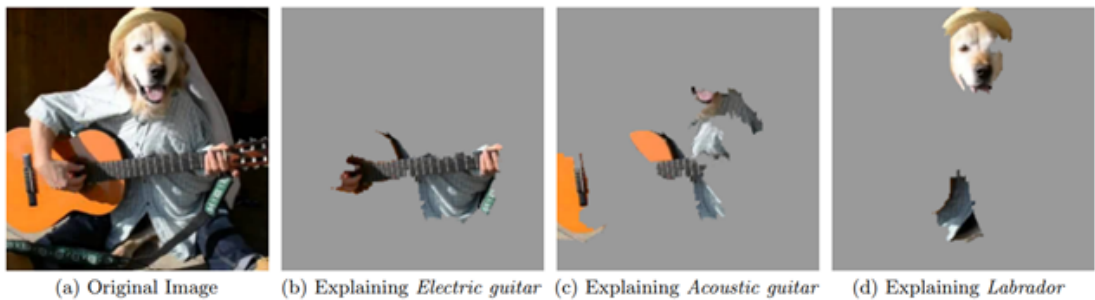 (a) Original Image
(b) Explaining Electric guitar
(c) Explaining Acoustic guitar
(d) Explaining Labrador